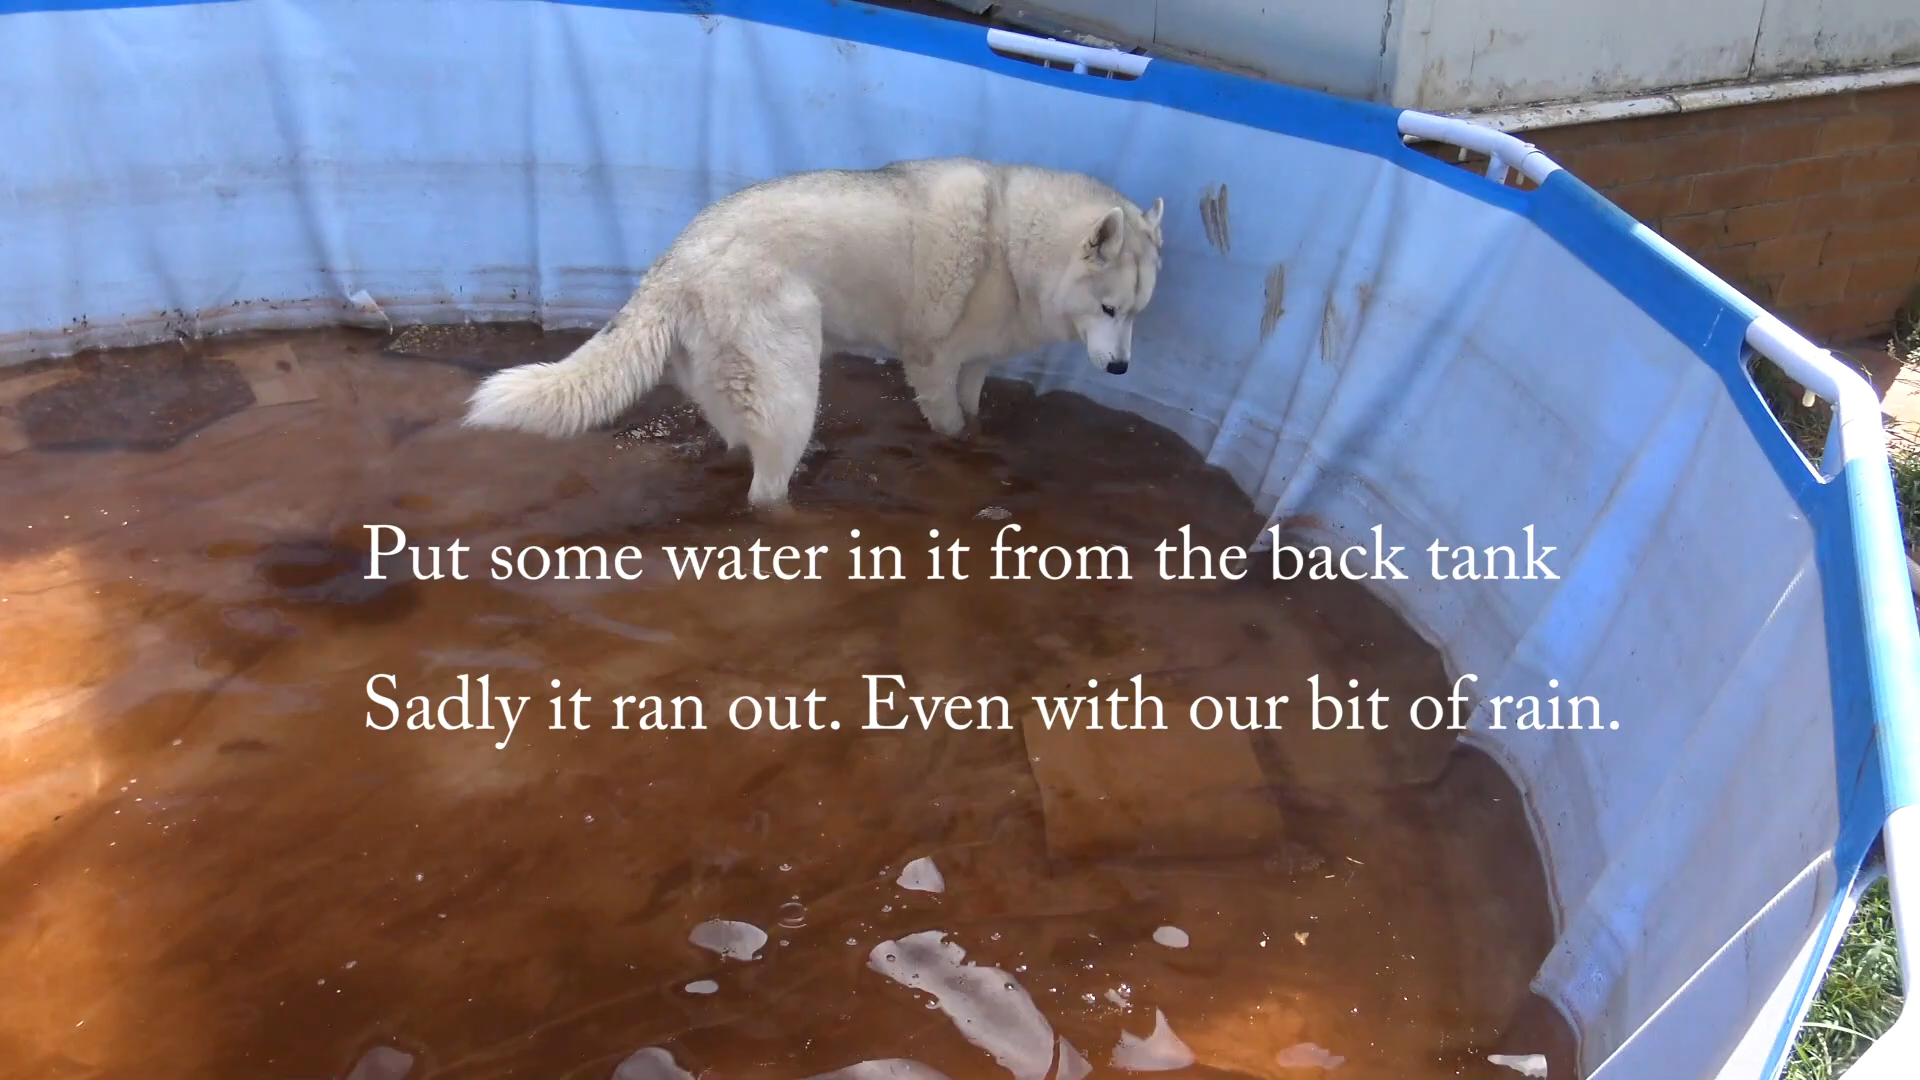 Put some water in it from the back tank
Sadly it ran out. Even with our bit of rain.